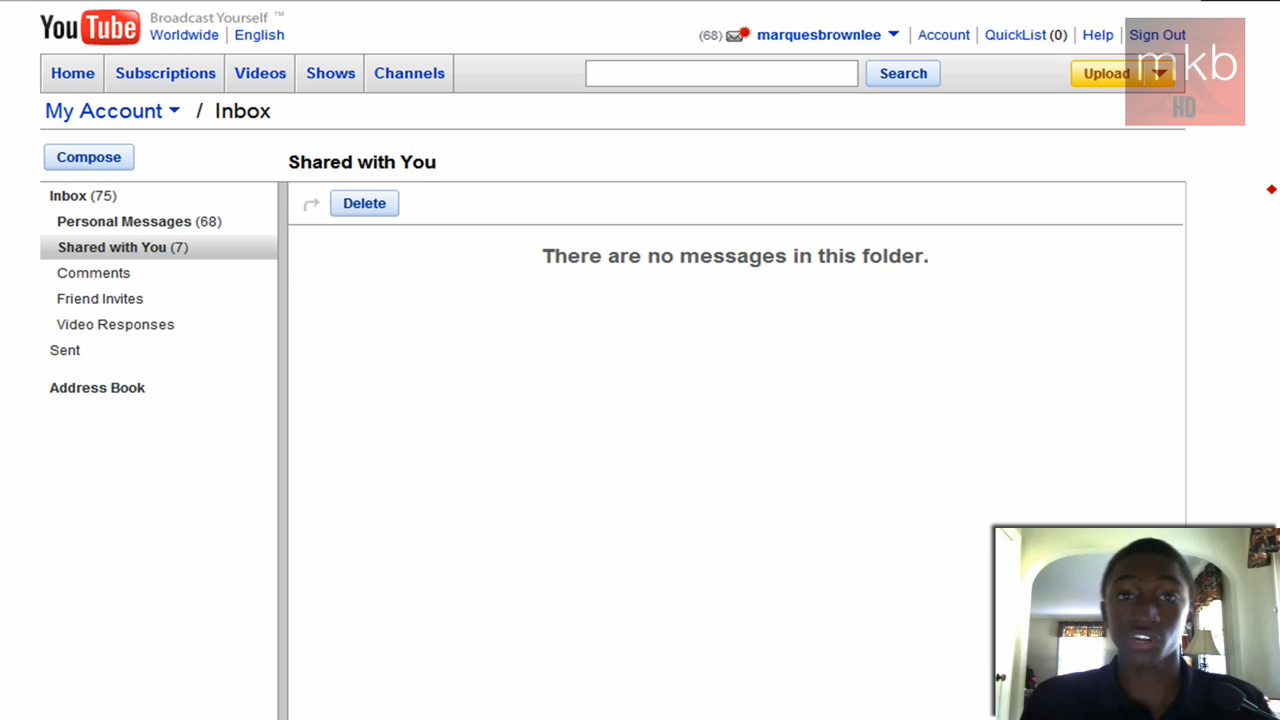 YouTube Broadcast Yourself ™
Worldwide | English
(68) marquesbrownlee | Account | QuickList (0) | Help | Sign Out
Home Subscriptions Videos Shows Channels Search Upload
mkb
HD
My Account / Inbox
Compose
Shared with You
Inbox (75)
Delete
Personal Messages (68)
Shared with You (7)
There are no messages in this folder.
Comments
Friend Invites
Video Responses
Sent
Address Book